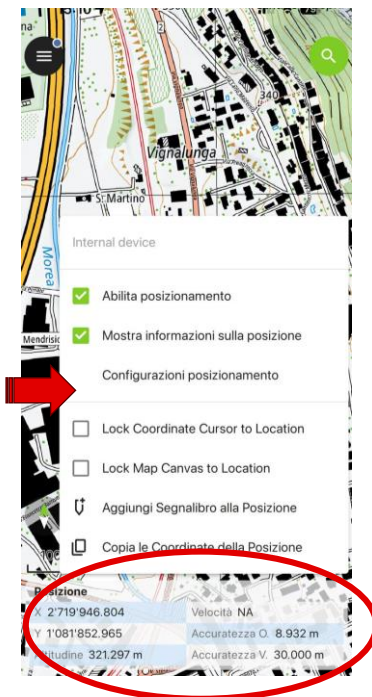 Vignalunga
340
S. Martino
Morea
Internal device
Abilita posizionamento
Mostra informazioni sulla posizione
Mendrisio
Configurazioni posizionamento
Lock Coordinate Cursor to Location
Lock Map Canvas to Location
Aggiungi Segnalibro alla Posizione
Copia le Coordinate della Posizione
Posizione
X 2'719'946.804 Velocità NA
Y 1'081'852.965 Accuratezza O. 8.932 m
Altitudine 321.297 m Accuratezza V. 30.000 m